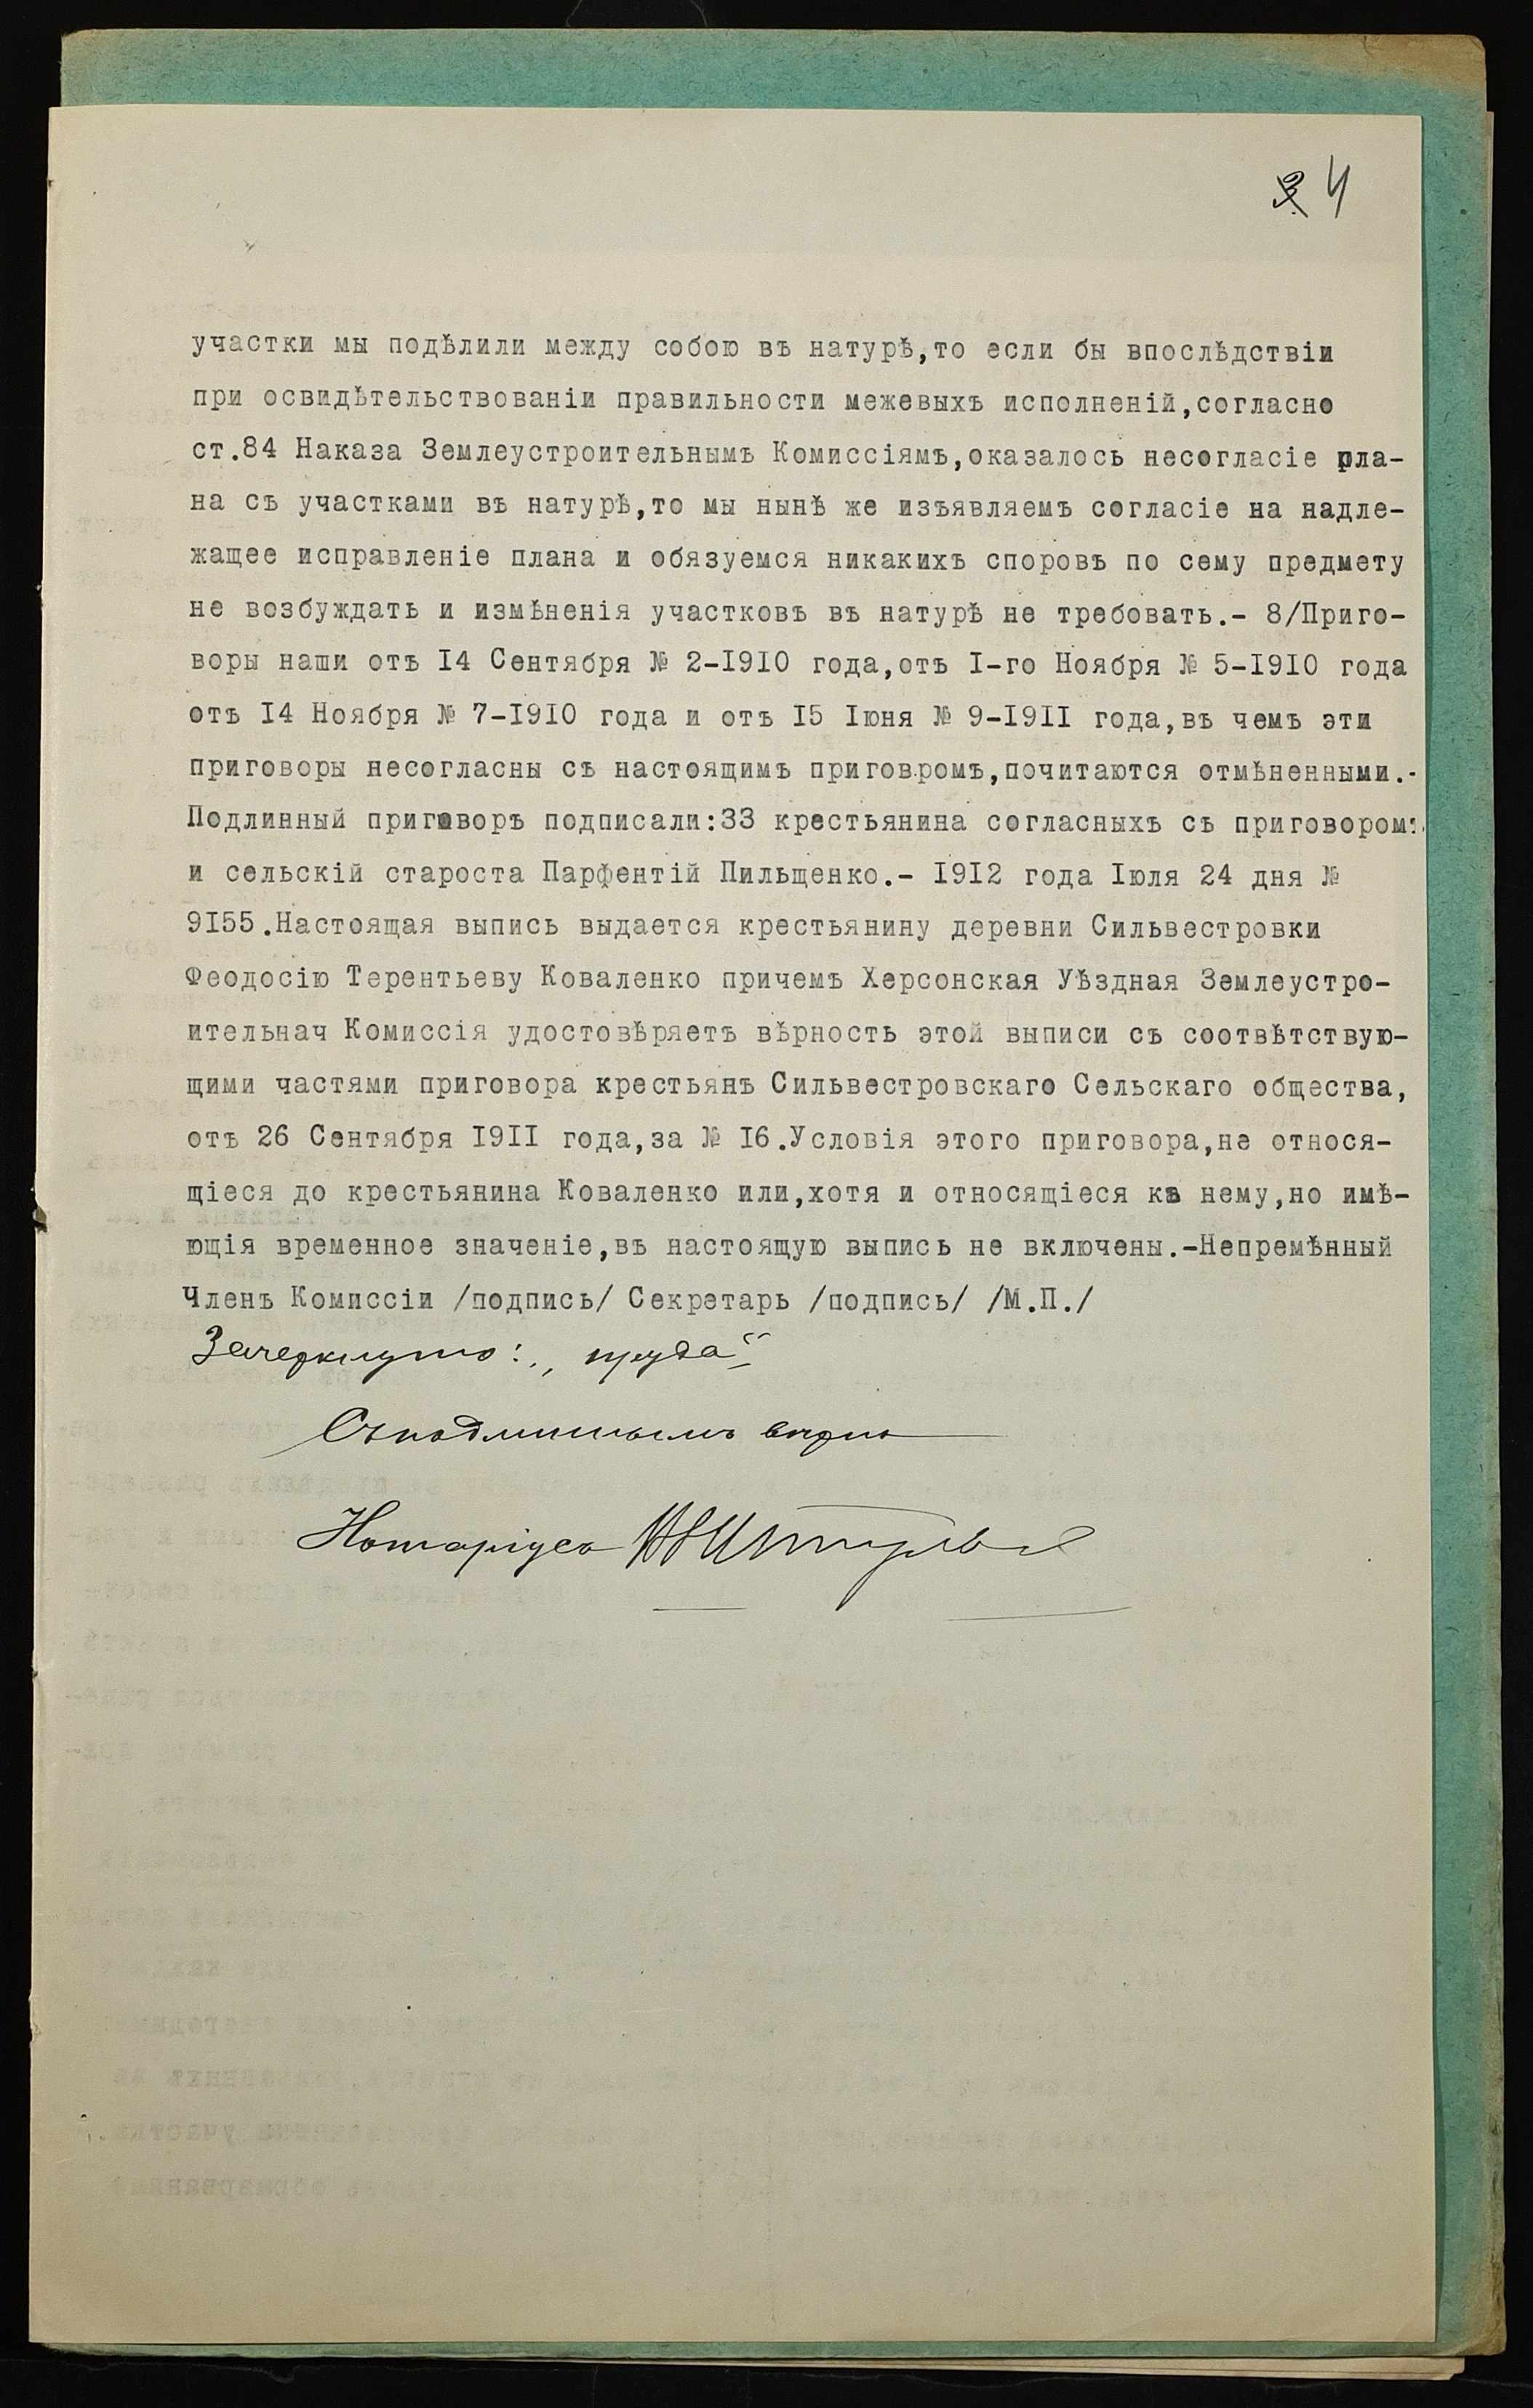 3. 4
участки мы подѣлили между собою въ натурѣ,то если бы впослѣдствіи
при освидѣтельствованіи правильности межевыхъ исполненій,согласно
ст.84 Наказа Землеустроительнымъ Комиссіямъ,оказалось несогласіе пла-
на съ участками въ натурѣ,то мы нынѣ же изъявляемъ согласіе на надле-
жащее исправленіе плана и обязуемся никакихъ споровъ по сему предмету
не возбуждать и измѣненія участковъ въ натурѣ не требовать.- 8/Приго-
воры наши отъ I4 Сентября № 2-I9I0 года,отъ I-го Ноября № 5-I9I0 года
отъ I4 Ноября № 7-I9I0 года и отъ I5 Іюня № 9-I9II года,въ чемъ эти
приговоры несогласны съ настоящимъ приговромъ,почитаются отмѣненными.-
Подлинный приговоръ подписали:33 крестьянина согласныхъ съ приговоромъ
и сельскій староста Парфентій Пильщенко.- I9I2 года Іюля 24 дня №
9I55.Настоящая выпись выдается крестьянину деревни Сильвестровки
Феодосію Терентьеву Коваленко причемъ Херсонская Уѣздная Землеустро-
ительнач Комиссія удостовѣряетъ вѣрность этой выписи съ соотвѣтствую-
щими частями приговора крестьянъ Сильвестровскаго Сельскаго общества,
отъ 26 Сентября I9II года,за № I6.Условія этого приговора,не относя-
щіеся до крестьянина Коваленко или,хотя и относящіеся къ нему,но имѣ-
ющія временное значеніе,въ настоящую выпись не включены.-Непремѣнный
Членъ Комиссіи /подпись/ Секретарь /подпись/ /М.П./
Зачеркнуто: „пруда“
Съ подлиннымъ вѣрно
Нотаріусъ